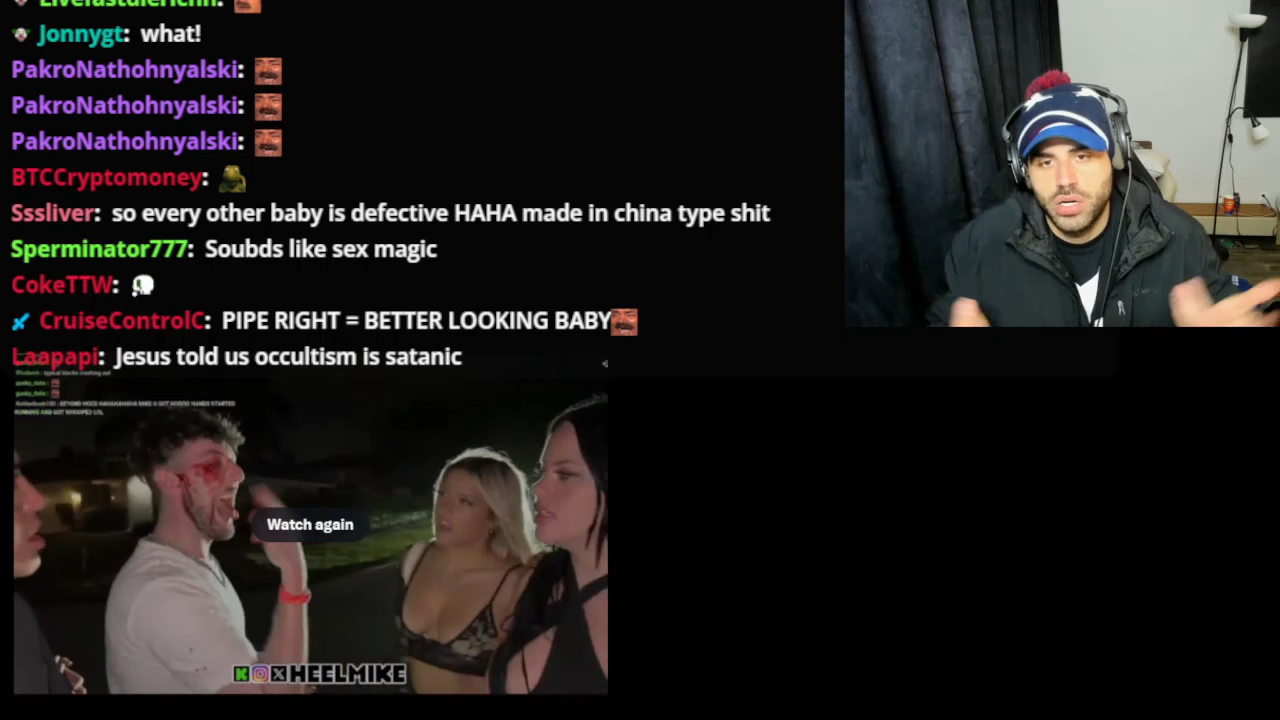 Livefastdierichh:
Jonnygt: what!
PakroNathohnyalski:
PakroNathohnyalski:
PakroNathohnyalski:
BTCCryptomoney:
Sssliver: so every other baby is defective HAHA made in china type shit
Sperminator777: Soubds like sex magic
CokeTTW:
CruiseControlC: PIPE RIGHT = BETTER LOOKING BABY
Laapapi: Jesus told us occultism is satanic
Watch again
HEELMIKE